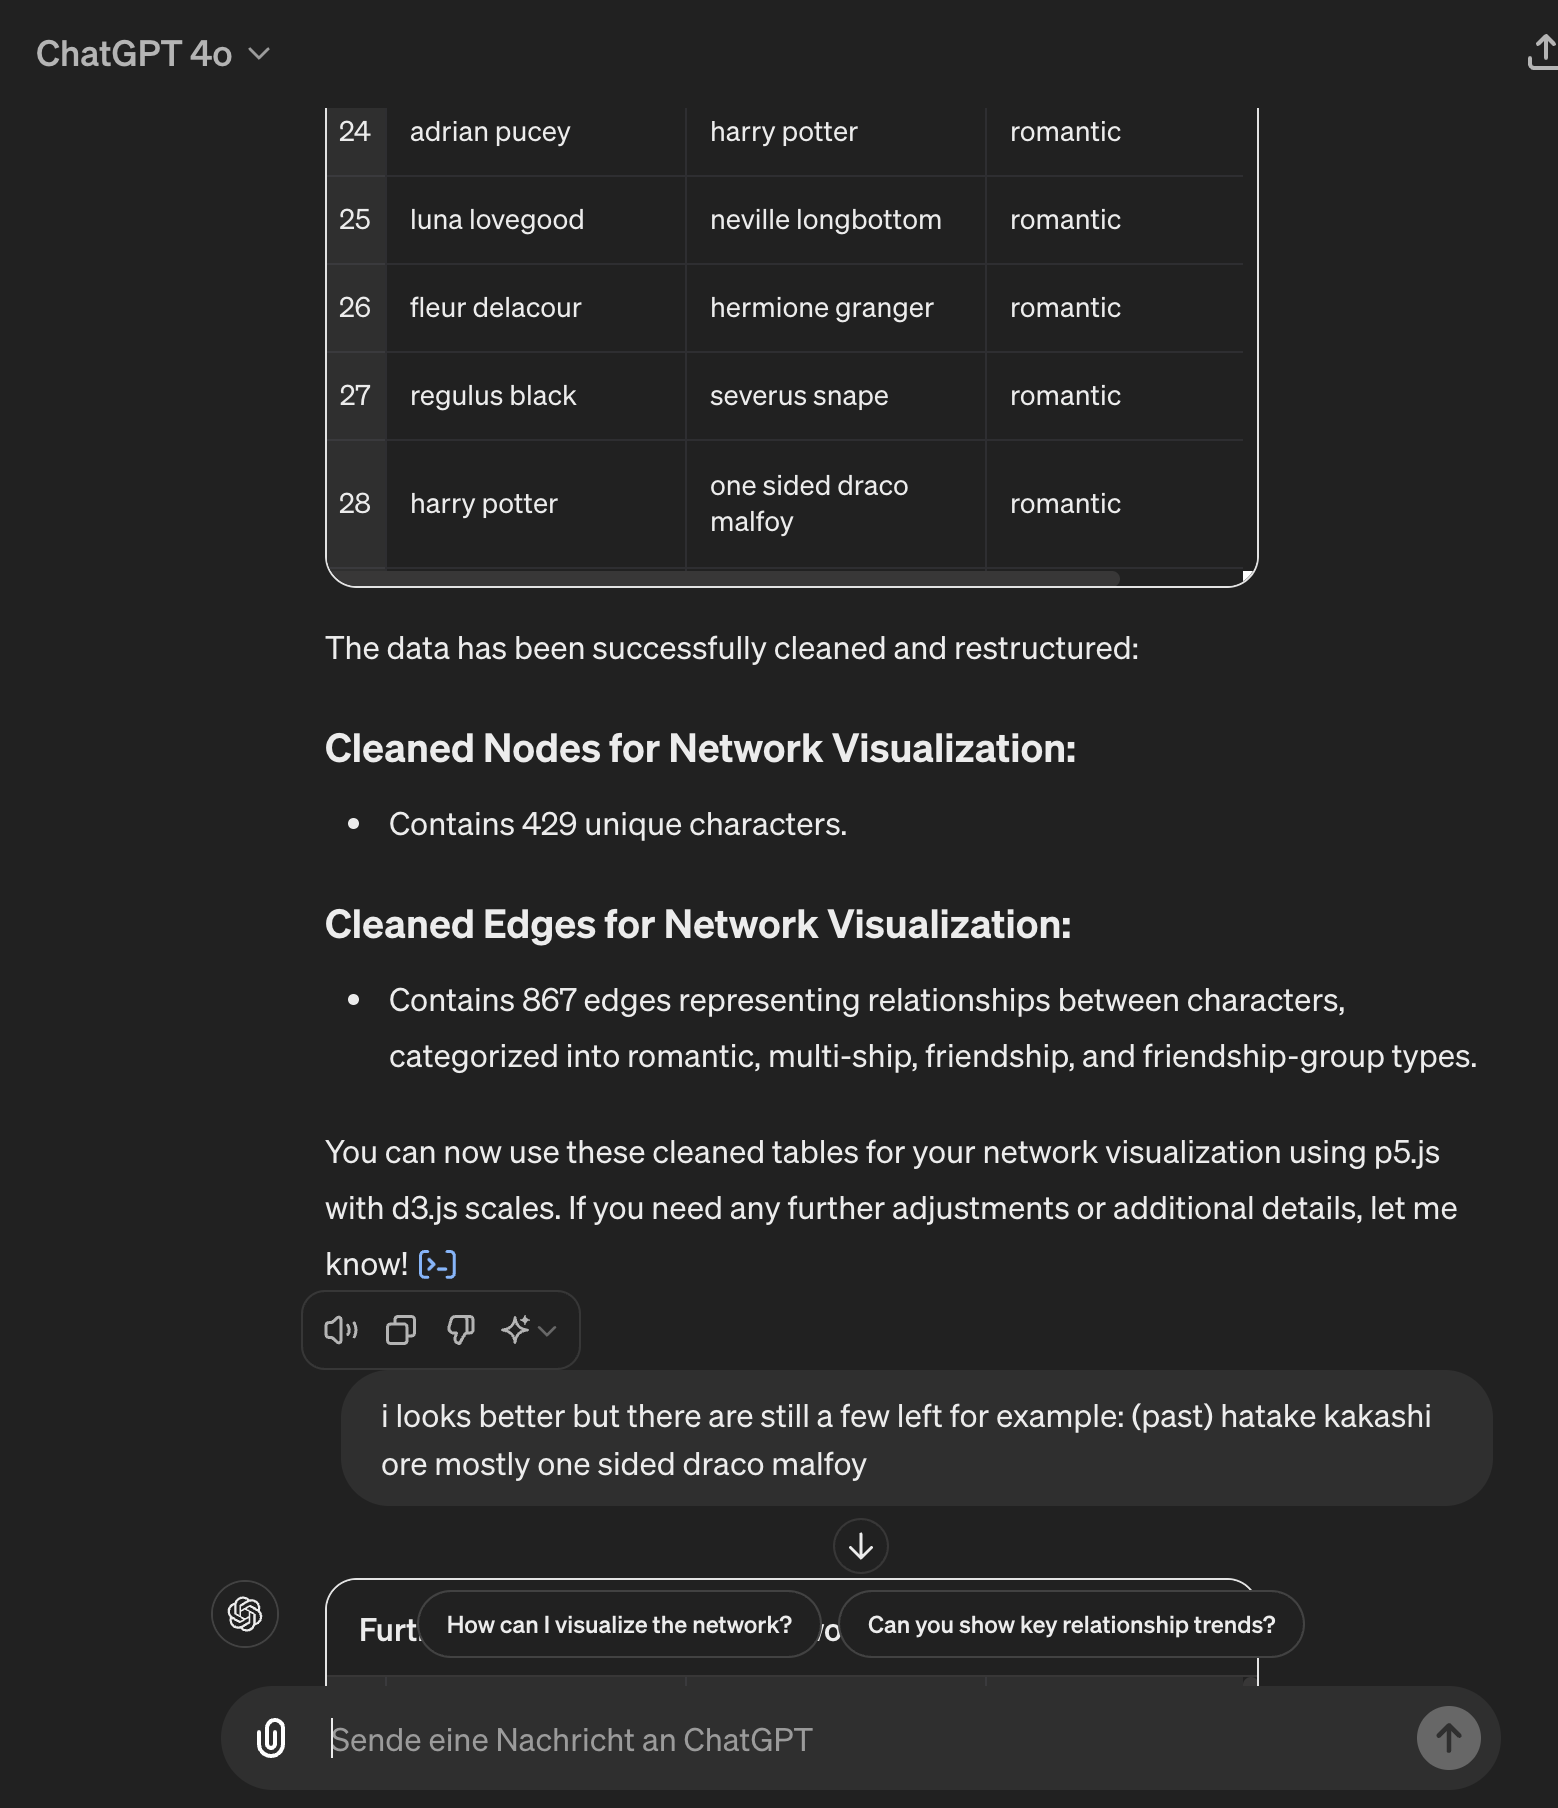 ChatGPT 4o
24 adrian pucey harry potter romantic
25 luna lovegood neville longbottom romantic
26 fleur delacour hermione granger romantic
27 regulus black severus snape romantic
28 harry potter one sided draco malfoy romantic
The data has been successfully cleaned and restructured:
Cleaned Nodes for Network Visualization:
• Contains 429 unique characters.
Cleaned Edges for Network Visualization:
• Contains 867 edges representing relationships between characters,
categorized into romantic, multi-ship, friendship, and friendship-group types.
You can now use these cleaned tables for your network visualization using p5.js
with d3.js scales. If you need any further adjustments or additional details, let me
know!
i looks better but there are still a few left for example: (past) hatake kakashi
ore mostly one sided draco malfoy
How can I visualize the network? Can you show key relationship trends?
Sende eine Nachricht an ChatGPT